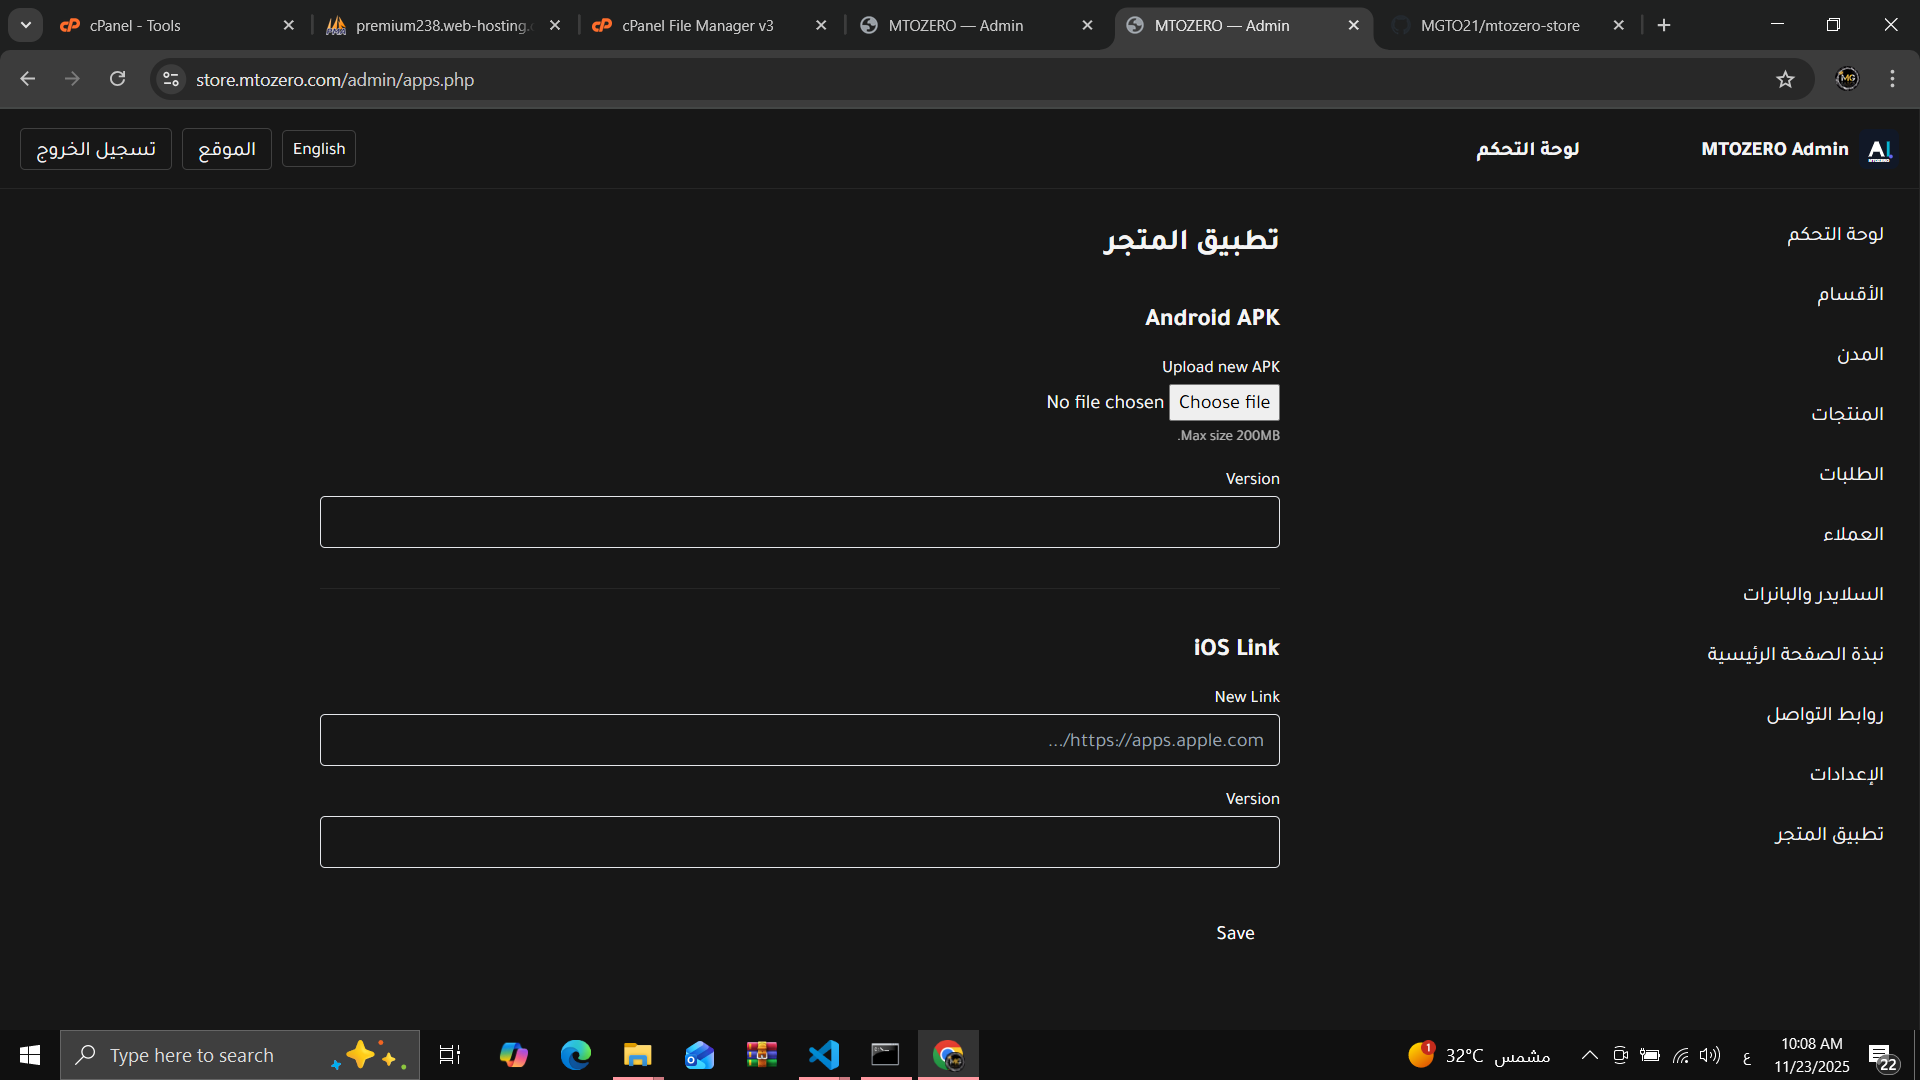 cPanel - Tools
premium238.web-hosting.
cPanel File Manager v3
MTOZERO — Admin
MTOZERO — Admin
MGTO21/mtozero-store
store.mtozero.com/admin/apps.php
MTOZERO Admin
لوحة التحكم
English
الموقع
تسجيل الخروج
لوحة التحكم
الأقسام
المدن
المنتجات
الطلبات
العملاء
السلايدر والبانرات
نبذة الصفحة الرئيسية
روابط التواصل
الإعدادات
تطبيق المتجر
تطبيق المتجر
Android APK
Upload new APK
Choose file No file chosen
.Max size 200MB
Version
iOS Link
New Link
.../https://apps.apple.com
Version
Save
Type here to search
1
32°C مشمس
ع
10:08 AM
11/23/2025
22